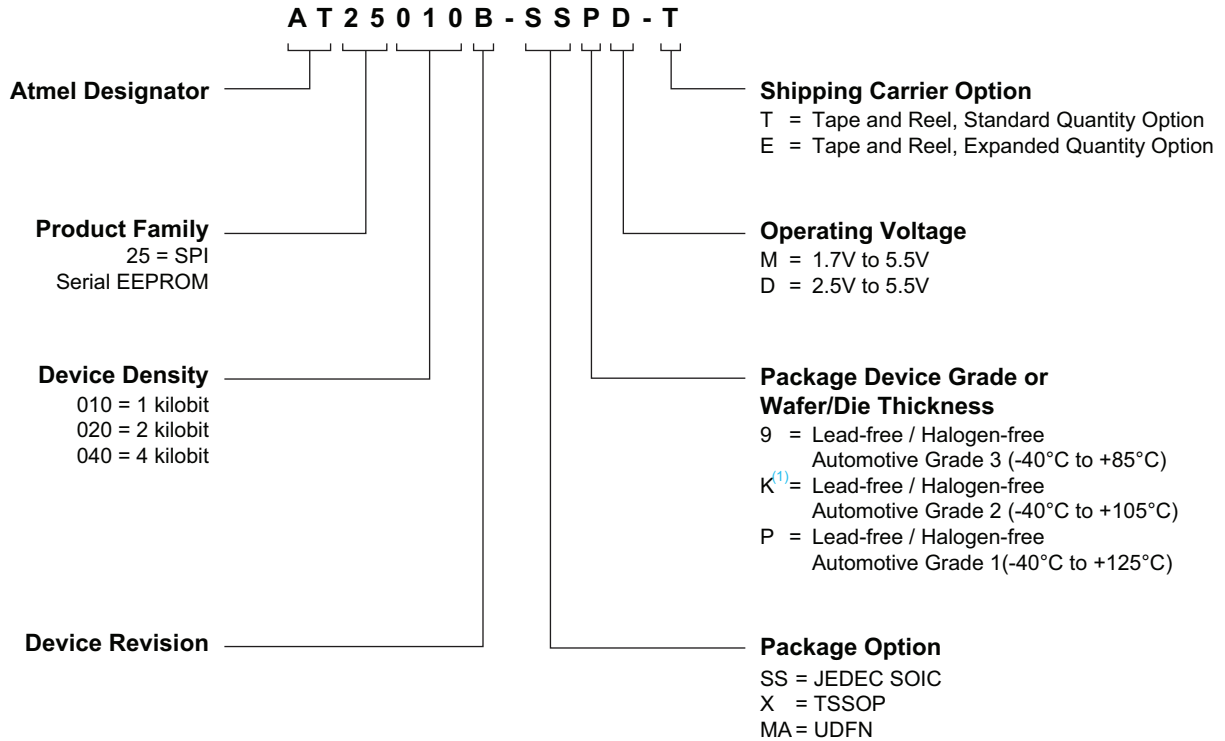 AT25010B-SSPD-T
Atmel Designator
Product Family
25 = SPI
Serial EEPROM
Device Density
010 = 1 kilobit
020 = 2 kilobit
040 = 4 kilobit
Device Revision
Shipping Carrier Option
T = Tape and Reel, Standard Quantity Option
E = Tape and Reel, Expanded Quantity Option
Operating Voltage
M = 1.7V to 5.5V
D = 2.5V to 5.5V
Package Device Grade or
Wafer/Die Thickness
9 = Lead-free / Halogen-free
Automotive Grade 3 (-40°C to +85°C)
K(1)= Lead-free / Halogen-free
Automotive Grade 2 (-40°C to +105°C)
P = Lead-free / Halogen-free
Automotive Grade 1(-40°C to +125°C)
Package Option
SS = JEDEC SOIC
X = TSSOP
MA = UDFN